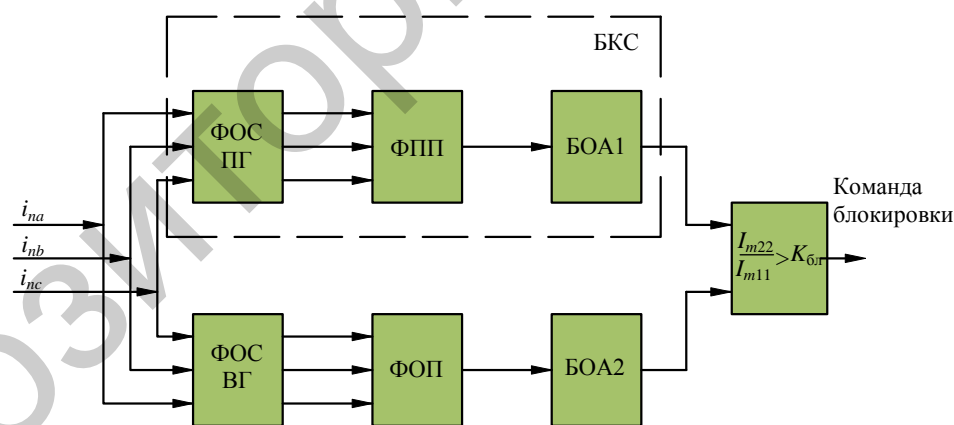 БКС
ФОС
ПГ
ФПП
БОА1
i_na
i_nb
i_nc
Команда
блокировки
I_m22
I_m11
>K_бл
ФОС
ВГ
ФОП
БОА2